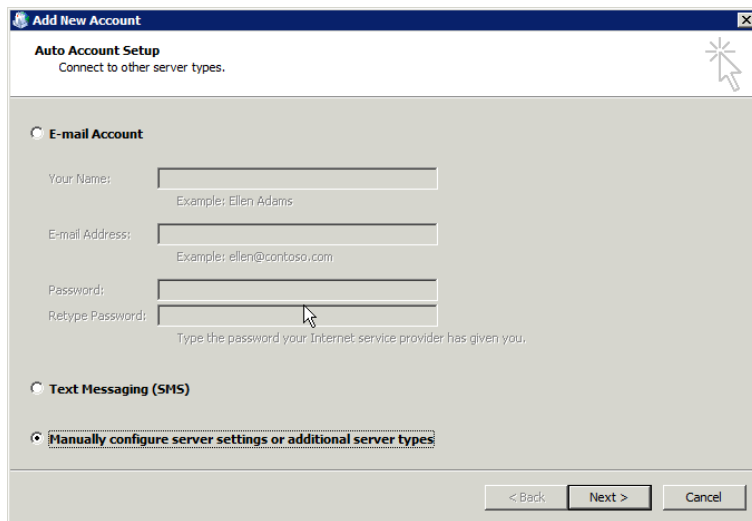 Add New Account
Auto Account Setup
Connect to other server types.
E-mail Account
Your Name:
Example: Ellen Adams
E-mail Address:
Example: ellen@contoso.com
Password:
Retype Password:
Type the password your Internet service provider has given you.
Text Messaging (SMS)
Manually configure server settings or additional server types
< Back Next > Cancel